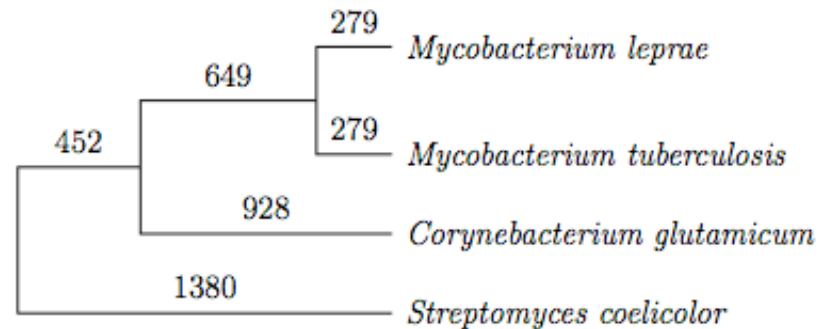 279
Mycobacterium leprae
649
279
Mycobacterium tuberculosis
452
928
Corynebacterium glutamicum
1380
Streptomyces coelicolor